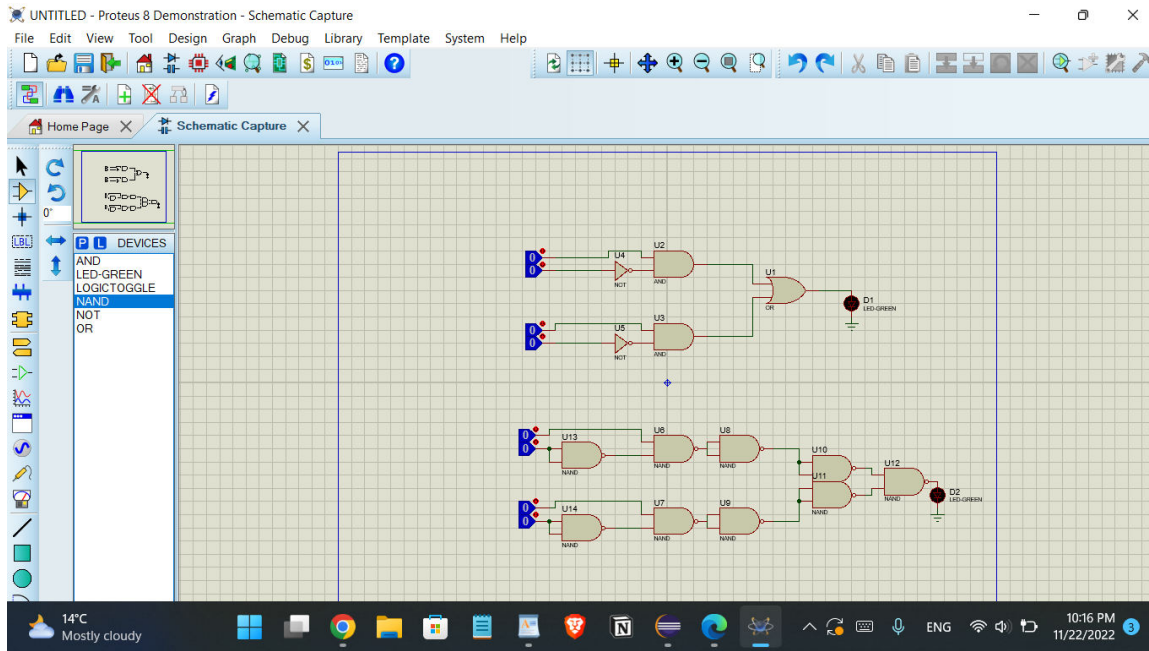 UNTITLED - Proteus 8 Demonstration - Schematic Capture
File Edit View Tool Design Graph Debug Library Template System Help
Home Page
Schematic Capture
0°
LBL
P L DEVICES
AND
LED-GREEN
LOGICTOGGLE
NAND
NOT
OR
0
0
U4
NOT
U2
AND
U1
OR
D1
LED-GREEN
0
0
U5
NOT
U3
AND
0
0
U13
NAND
U6
NAND
U8
NAND
U10
U11
NAND
U12
NAND
D2
LED-GREEN
0
0
U14
NAND
U7
NAND
U9
NAND
14°C
Mostly cloudy
ENG
10:16 PM
11/22/2022
3